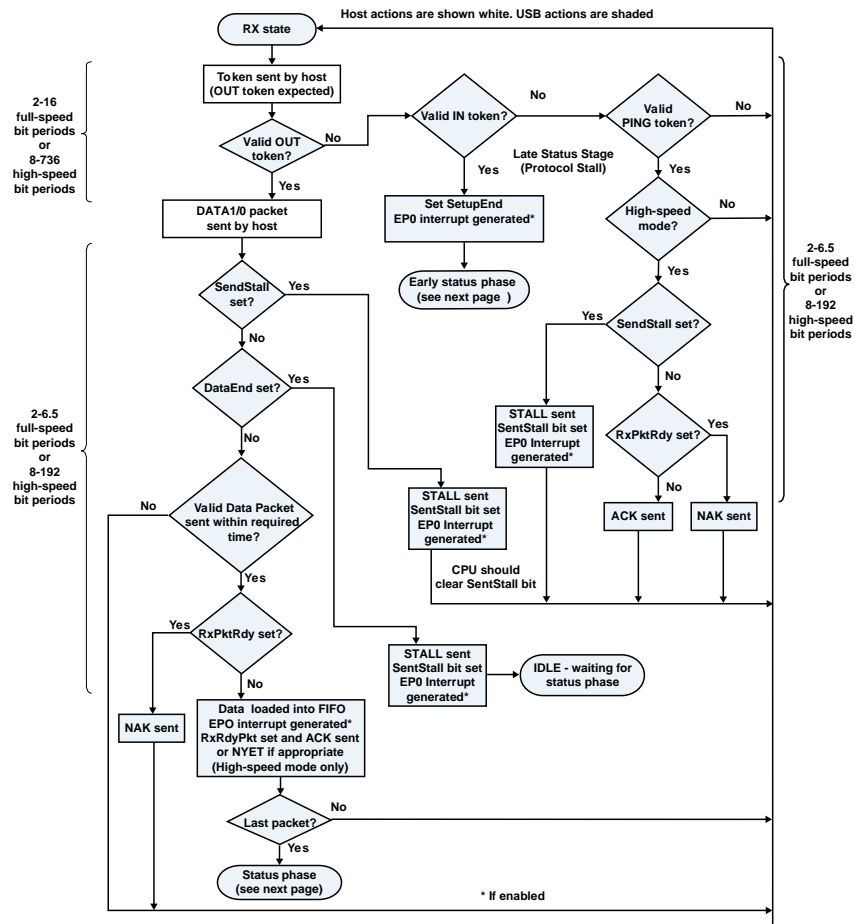 Host actions are shown white. USB actions are shaded
RX state
Token sent by host
(OUT token expected)
2-16
full-speed
bit periods
or
8-736
high-speed
bit periods
Valid OUT
token?
No
Yes
Valid IN token?
No
Yes
Valid
PING token?
No
Yes
Late Status Stage
(Protocol Stall)
DATA1/0 packet
sent by host
Set SetupEnd
EP0 interrupt generated*
Early status phase
(see next page )
High-speed
mode?
No
Yes
2-6.5
full-speed
bit periods
or
8-192
high-speed
bit periods
SendStall
set?
Yes
No
SendStall set?
Yes
No
DataEnd set?
Yes
No
STALL sent
SentStall bit set
EP0 Interrupt
generated*
RxPktRdy set?
Yes
No
ACK sent
NAK sent
2-6.5
full-speed
bit periods
or
8-192
high-speed
bit periods
Valid Data Packet
sent within required
time?
No
Yes
STALL sent
SentStall bit set
EP0 Interrupt
generated*
CPU should
clear SentStall bit
RxPktRdy set?
Yes
No
STALL sent
SentStall bit set
EP0 Interrupt
generated*
IDLE - waiting for
status phase
NAK sent
Data loaded into FIFO
EPO interrupt generated*
RxRdyPkt set and ACK sent
or NYET if appropriate
(High-speed mode only)
Last packet?
No
Yes
Status phase
(see next page)
* If enabled